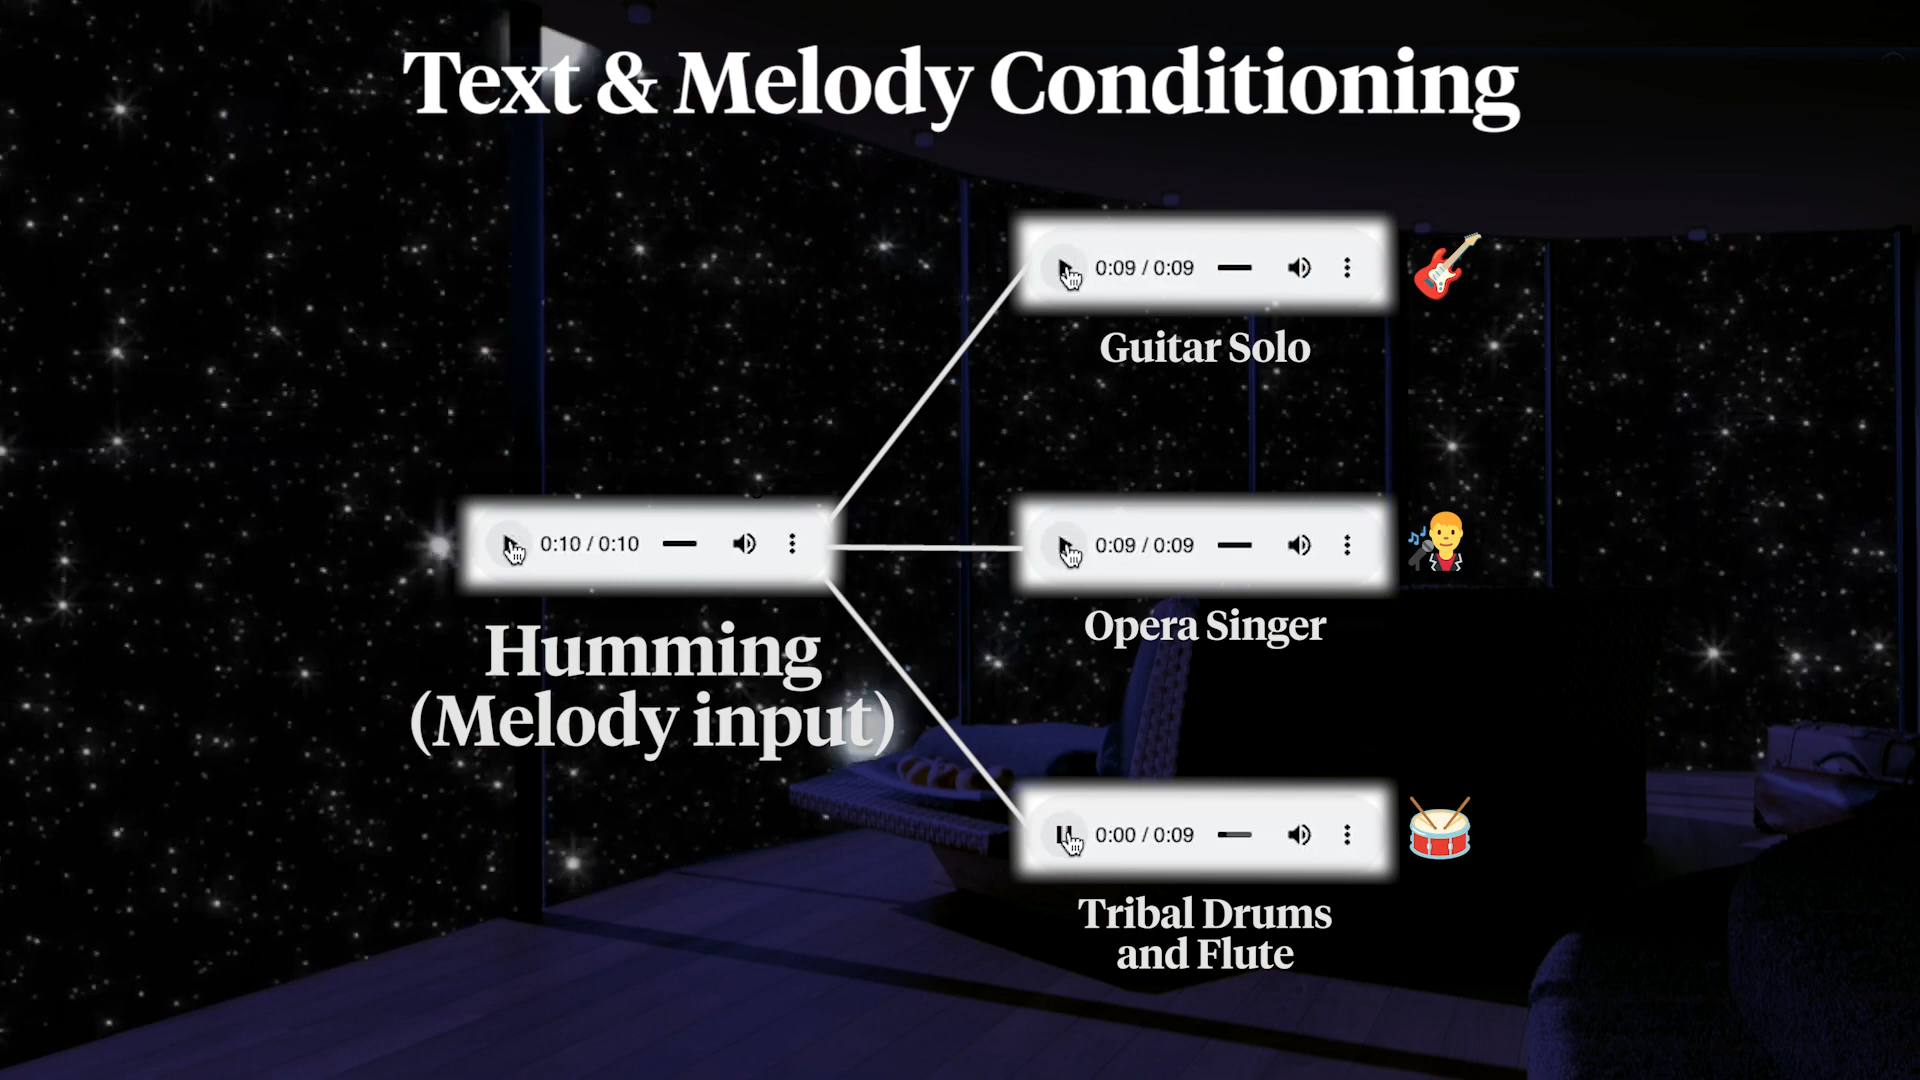 Text & Melody Conditioning
0:09 / 0:09
Guitar Solo
0:10 / 0:10
Humming
(Melody input)
0:09 / 0:09
Opera Singer
0:00 / 0:09
Tribal Drums
and Flute